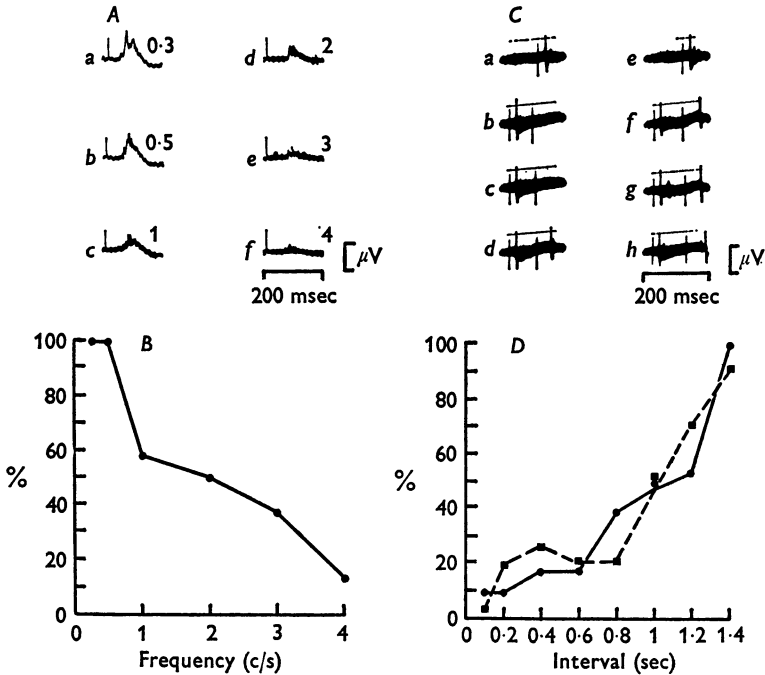 A
a 0·3
b 0·5
c 1
d 2
e 3
f 4
μV
200 msec
C
a
b
c
d
e
f
g
h
μV
200 msec
B
100
80
60
40
20
0
%
0 1 2 3 4
Frequency (c/s)
D
100
80
60
40
20
0
%
0 0·2 0·4 0·6 0·8 1 1·2 1·4
Interval (sec)